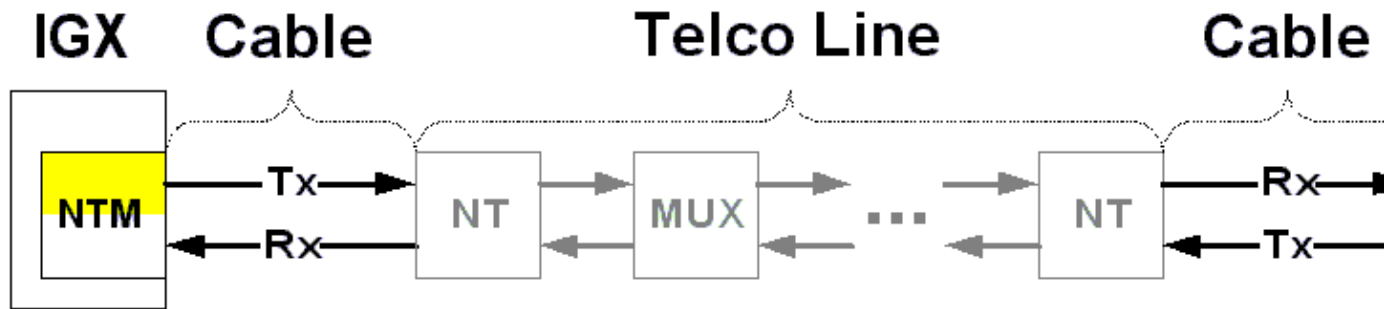 IGX Cable Telco Line Cable
Tx Rx
NTM NT MUX ... NT
Rx Tx